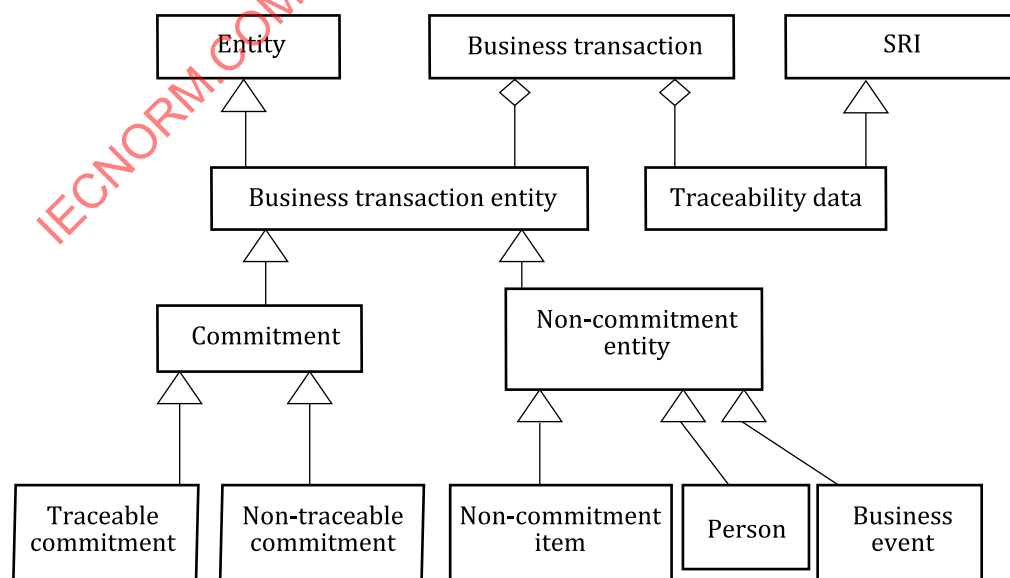 Entity
Business transaction
SRI
IECNORM.COM
Business transaction entity
Traceability data
Commitment
Non-commitment
entity
Traceable
commitment
Non-traceable
commitment
Non-commitment
item
Person
Business
event